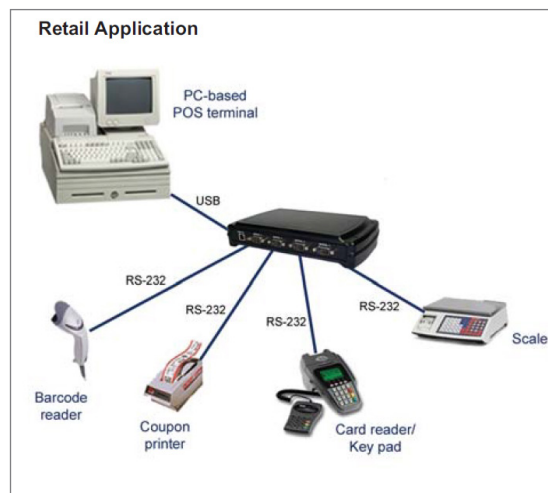 Retail Application
PC-based
POS terminal
USB
RS-232
RS-232
RS-232
RS-232
Scale
Barcode
reader
Coupon
printer
Card reader/
Key pad